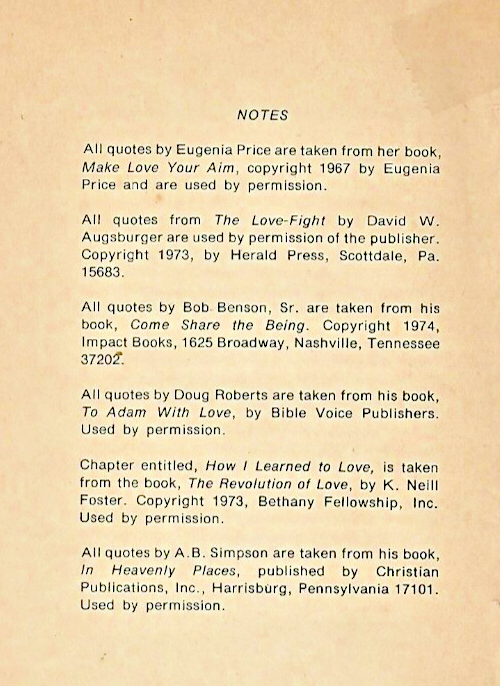 NOTES
All quotes by Eugenia Price are taken from her book,
Make Love Your Aim, copyright 1967 by Eugenia
Price and are used by permission.
All quotes from The Love-Fight by David W.
Augsburger are used by permission of the publisher.
Copyright 1973, by Herald Press, Scottdale, Pa.
15683.
All quotes by Bob Benson, Sr. are taken from his
book, Come Share the Being. Copyright 1974,
Impact Books, 1625 Broadway, Nashville, Tennessee
37202.
All quotes by Doug Roberts are taken from his book,
To Adam With Love, by Bible Voice Publishers.
Used by permission.
Chapter entitled, How I Learned to Love, is taken
from the book, The Revolution of Love, by K. Neill
Foster. Copyright 1973, Bethany Fellowship, Inc.
Used by permission.
All quotes by A.B. Simpson are taken from his book,
In Heavenly Places, published by Christian
Publications, Inc., Harrisburg, Pennsylvania 17101.
Used by permission.